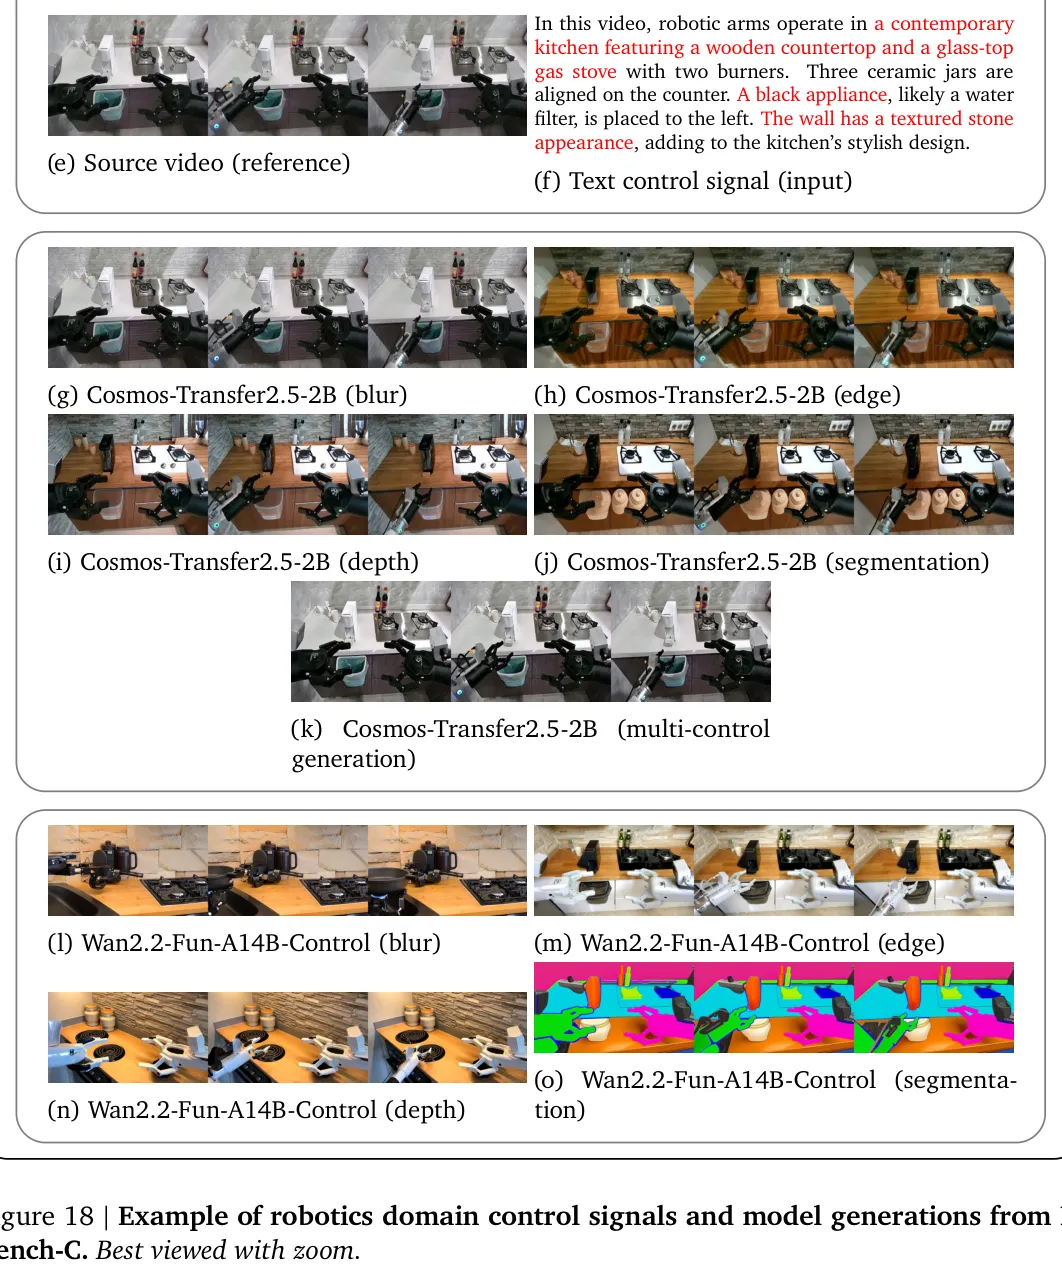 In this video, robotic arms operate in a contemporary
kitchen featuring a wooden countertop and a glass-top
gas stove with two burners. Three ceramic jars are
aligned on the counter. A black appliance, likely a water
filter, is placed to the left. The wall has a textured stone
appearance, adding to the kitchen's stylish design.
(e) Source video (reference)
(f) Text control signal (input)
(g) Cosmos-Transfer2.5-2B (blur)
(h) Cosmos-Transfer2.5-2B (edge)
(i) Cosmos-Transfer2.5-2B (depth)
(j) Cosmos-Transfer2.5-2B (segmentation)
(k) Cosmos-Transfer2.5-2B (multi-control
generation)
(l) Wan2.2-Fun-A14B-Control (blur)
(m) Wan2.2-Fun-A14B-Control (edge)
(n) Wan2.2-Fun-A14B-Control (depth)
(o) Wan2.2-Fun-A14B-Control (segmenta-
tion)
gure 18 | Example of robotics domain control signals and model generations from
ench-C. Best viewed with zoom.